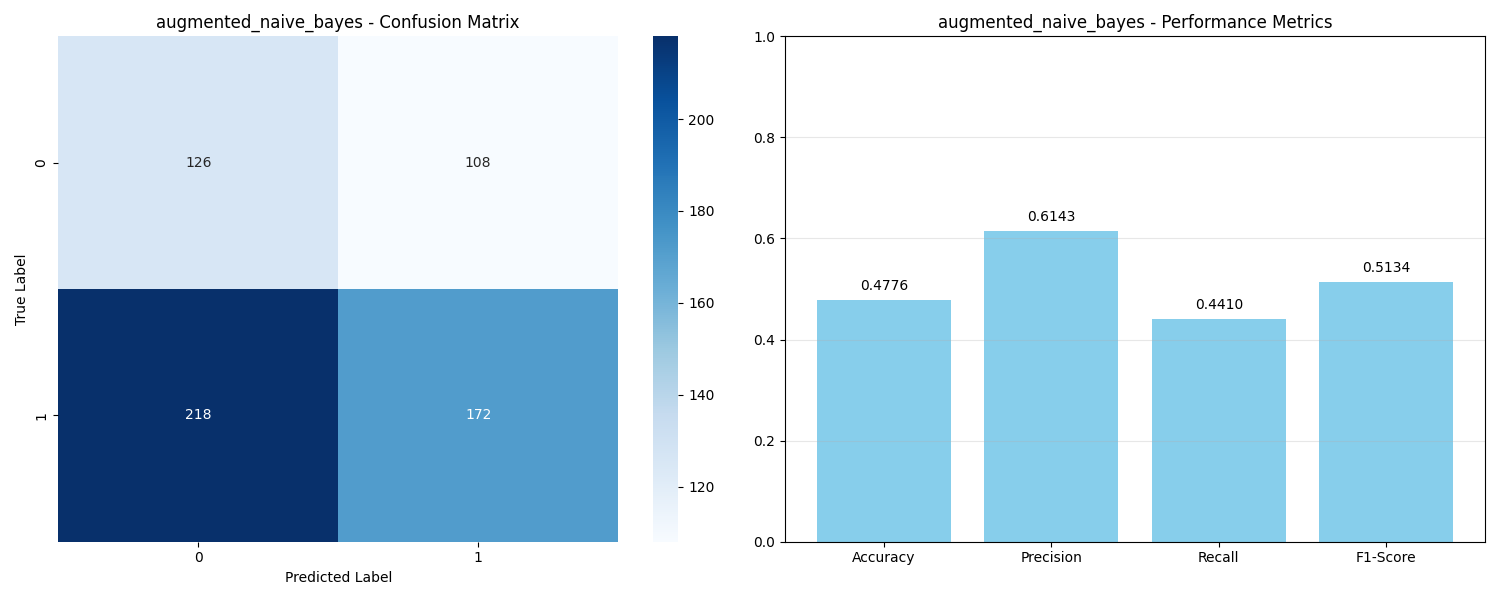 augmented_naive_bayes - Confusion Matrix
True Label
0
1
126
108
218
172
0
1
Predicted Label
200
180
160
140
120
augmented_naive_bayes - Performance Metrics
1.0
0.8
0.6
0.4
0.2
0.0
0.4776
0.6143
0.4410
0.5134
Accuracy
Precision
Recall
F1-Score